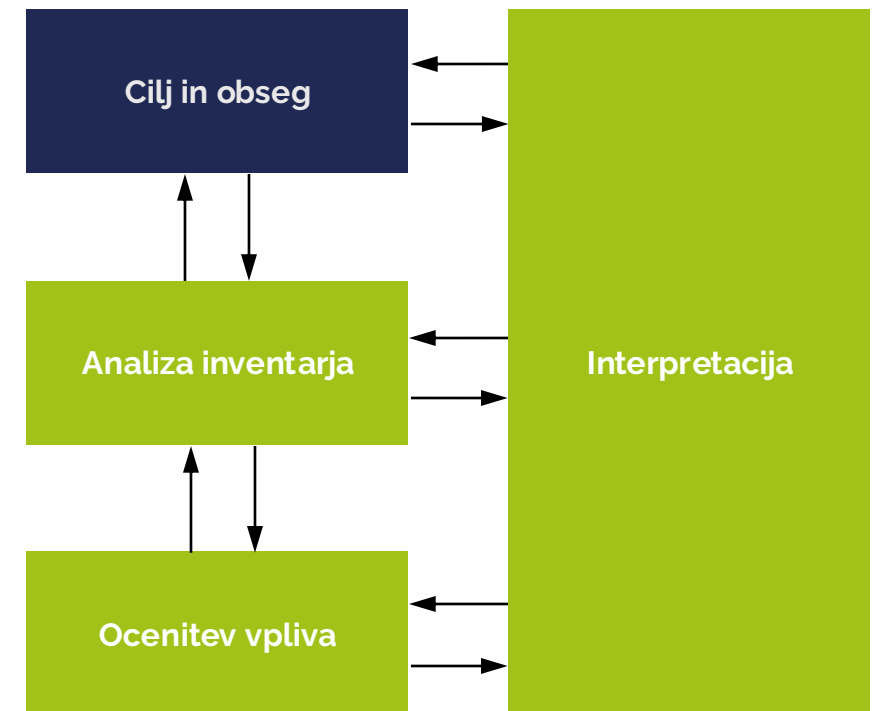 Cilj in obseg
Analiza inventarja
Interpretacija
Ocenitev vpliva